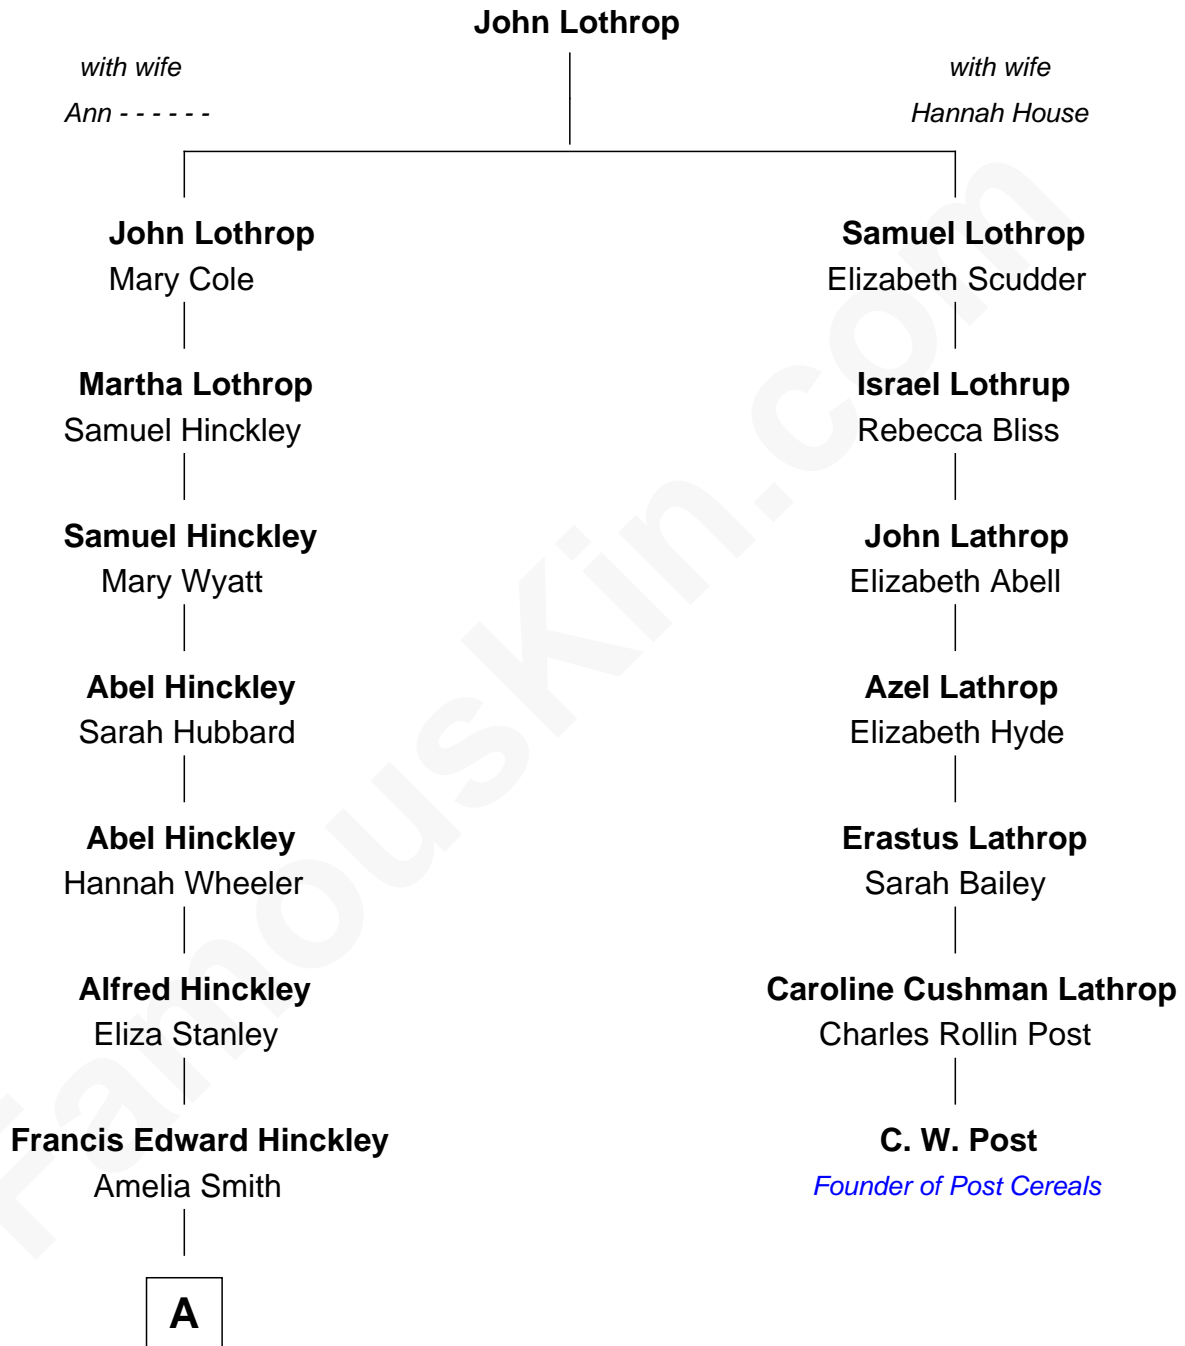 John Lothrop
with wife
with wife
Ann - - - - - -
Hannah House
John Lothrop
Mary Cole
Samuel Lothrop
Elizabeth Scudder
Martha Lothrop
Samuel Hinckley
Israel Lothrup
Rebecca Bliss
Samuel Hinckley
Mary Wyatt
John Lathrop
Elizabeth Abell
Abel Hinckley
Sarah Hubbard
Azel Lathrop
Elizabeth Hyde
Abel Hinckley
Hannah Wheeler
Erastus Lathrop
Sarah Bailey
Alfred Hinckley
Eliza Stanley
Caroline Cushman Lathrop
Charles Rollin Post
Francis Edward Hinckley
Amelia Smith
C. W. Post
Founder of Post Cereals
A
FamousKin.com